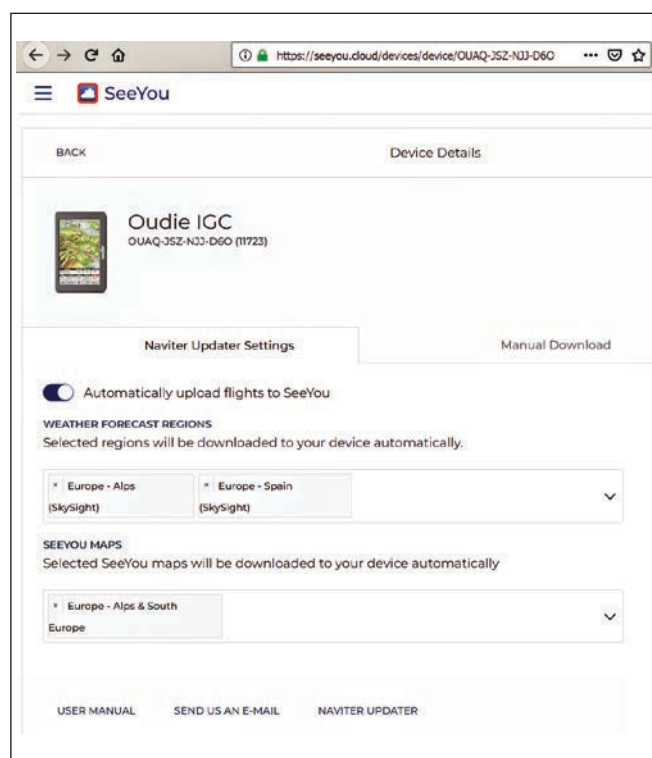 https://seeyou.cloud/devices/device/OUAQ-JSZ-NJJ-D6O
SeeYou
BACK
Device Details
Oudie IGC
OUAQ-JSZ-NJJ-D6O (11723)
Naviter Updater Settings
Manual Download
Automatically upload flights to SeeYou
WEATHER FORECAST REGIONS
Selected regions will be downloaded to your device automatically.
× Europe - Alps
(SkySight)
× Europe - Spain
(SkySight)
SEEYOU MAPS
Selected SeeYou maps will be downloaded to your device automatically
× Europe - Alps & South
Europe
USER MANUAL SEND US AN E-MAIL NAVITER UPDATER